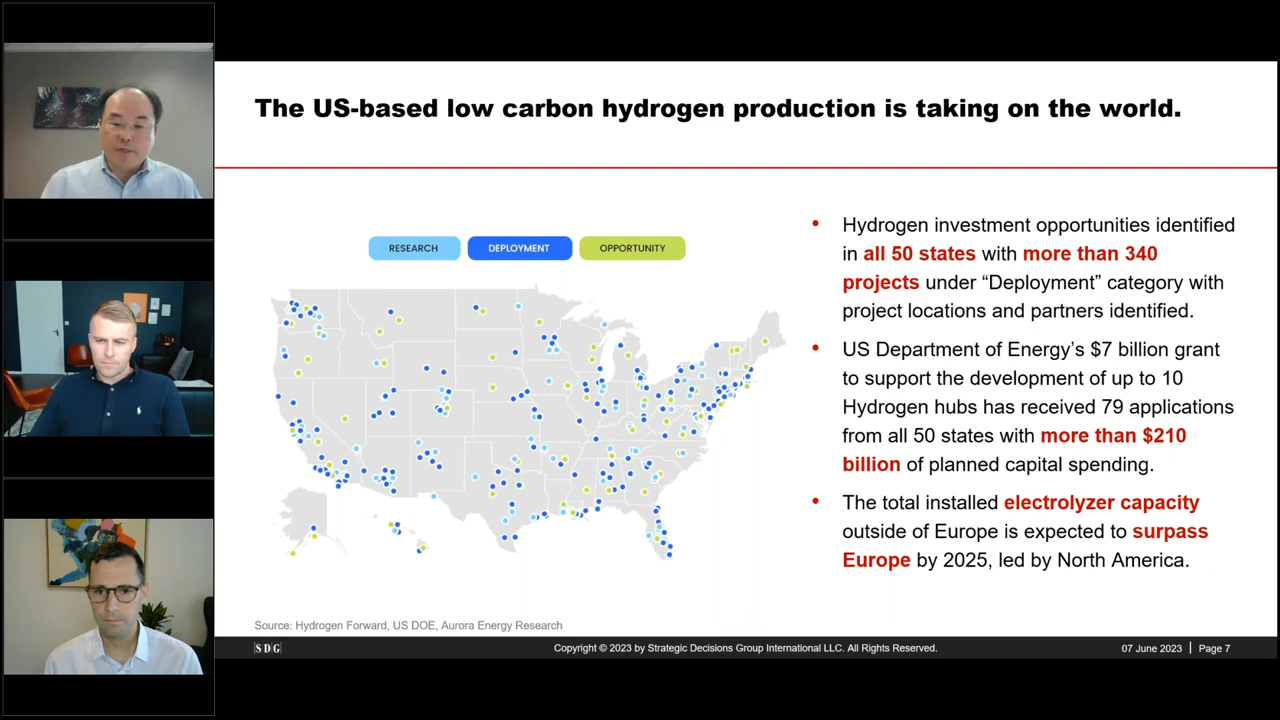 The US-based low carbon hydrogen production is taking on the world.
RESEARCH
DEPLOYMENT
OPPORTUNITY
• Hydrogen investment opportunities identified
in all 50 states with more than 340
projects under “Deployment” category with
project locations and partners identified.
• US Department of Energy’s $7 billion grant
to support the development of up to 10
Hydrogen hubs has received 79 applications
from all 50 states with more than $210
billion of planned capital spending.
• The total installed electrolyzer capacity
outside of Europe is expected to surpass
Europe by 2025, led by North America.
Source: Hydrogen Forward, US DOE, Aurora Energy Research
SDG
Copyright © 2023 by Strategic Decisions Group International LLC. All Rights Reserved.
07 June 2023 | Page 7